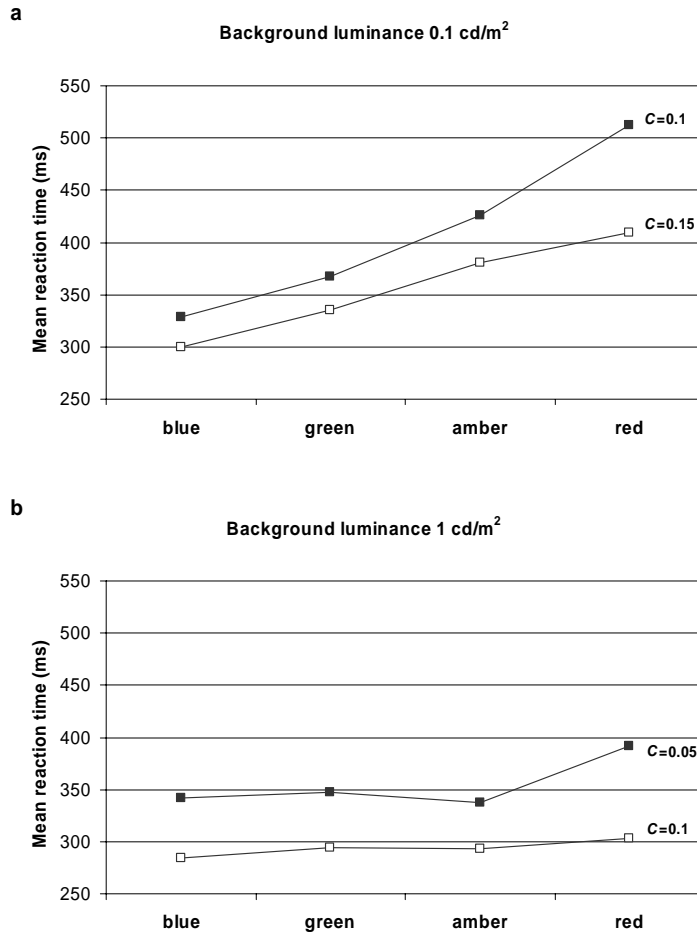 a
Background luminance 0.1 cd/m²
Mean reaction time (ms)
550
500
450
400
350
300
250
C=0.1
C=0.15
blue green amber red
b
Background luminance 1 cd/m²
Mean reaction time (ms)
550
500
450
400
350
300
250
C=0.05
C=0.1
blue green amber red